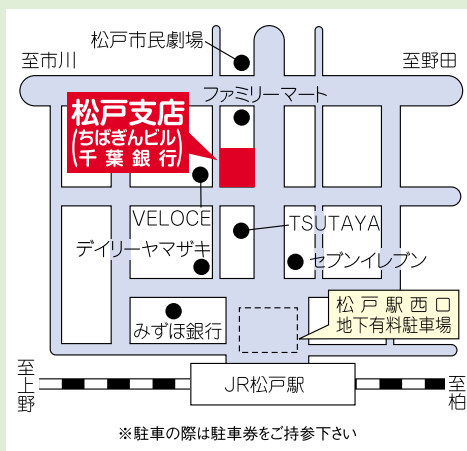 松戸市民劇場
至市川
至野田
ファミリーマート
松戸支店
(ちばぎんビル)
(千葉銀行)
VELOCE
TSUTAYA
デイリーヤマザキ
セブンイレブン
松戸駅西口
地下有料駐車場
みずほ銀行
至上野
JR松戸駅
至柏
※駐車の際は駐車券をご持参下さい